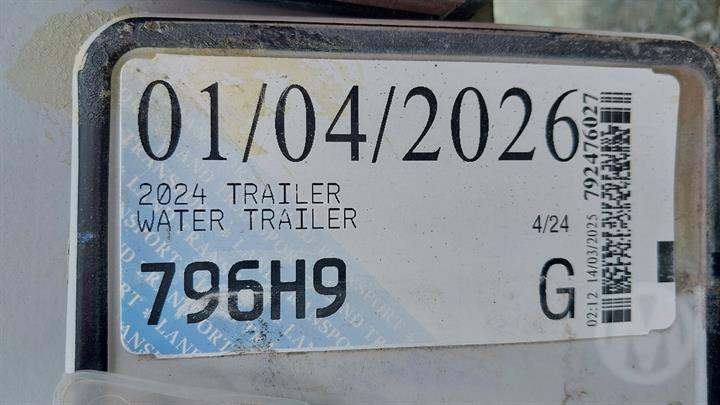 01/04/2026
2024 TRAILER
WATER TRAILER
4/24
796H9
G
792476027
02:12 14/03/2025